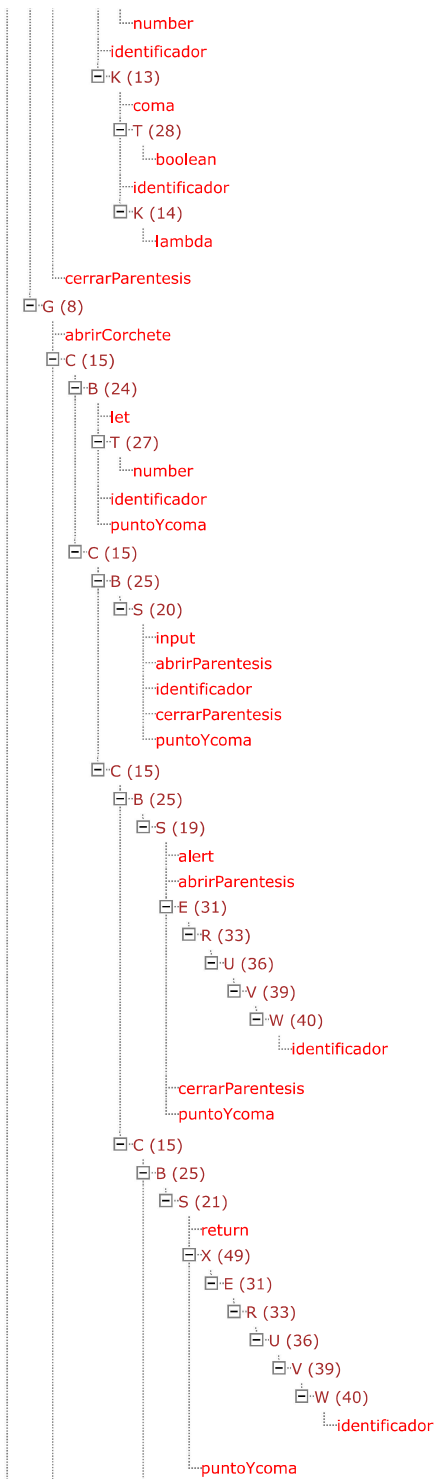 number
identificador
K (13)
coma
T (28)
boolean
identificador
K (14)
lambda
cerrarParentesis
G (8)
abrirCorchete
C (15)
B (24)
let
T (27)
number
identificador
puntoYcoma
C (15)
B (25)
S (20)
input
abrirParentesis
identificador
cerrarParentesis
puntoYcoma
C (15)
B (25)
S (19)
alert
abrirParentesis
E (31)
R (33)
U (36)
V (39)
W (40)
identificador
cerrarParentesis
puntoYcoma
C (15)
B (25)
S (21)
return
X (49)
E (31)
R (33)
U (36)
V (39)
W (40)
identificador
puntoYcoma